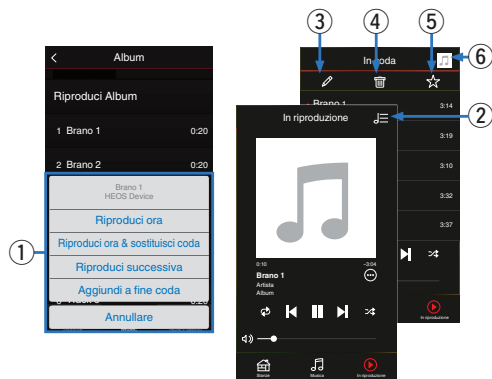 3
4
5
Album
Riproduci Album
1 Brano 1 0:20
2 Brano 2 0:20
Brano 1
HEOS Device
Riproduci ora
Riproduci ora & sostituisci coda
Riproduci successiva
Aggiungi a fine coda
Annullare
1
In coda
6
Brano 1 3:14
3:19
3:10
3:32
3:37
In riproduzione
2
In riproduzione
0:10 -3:04
Brano 1
Artista
Album
Stanze Musica In riproduzione